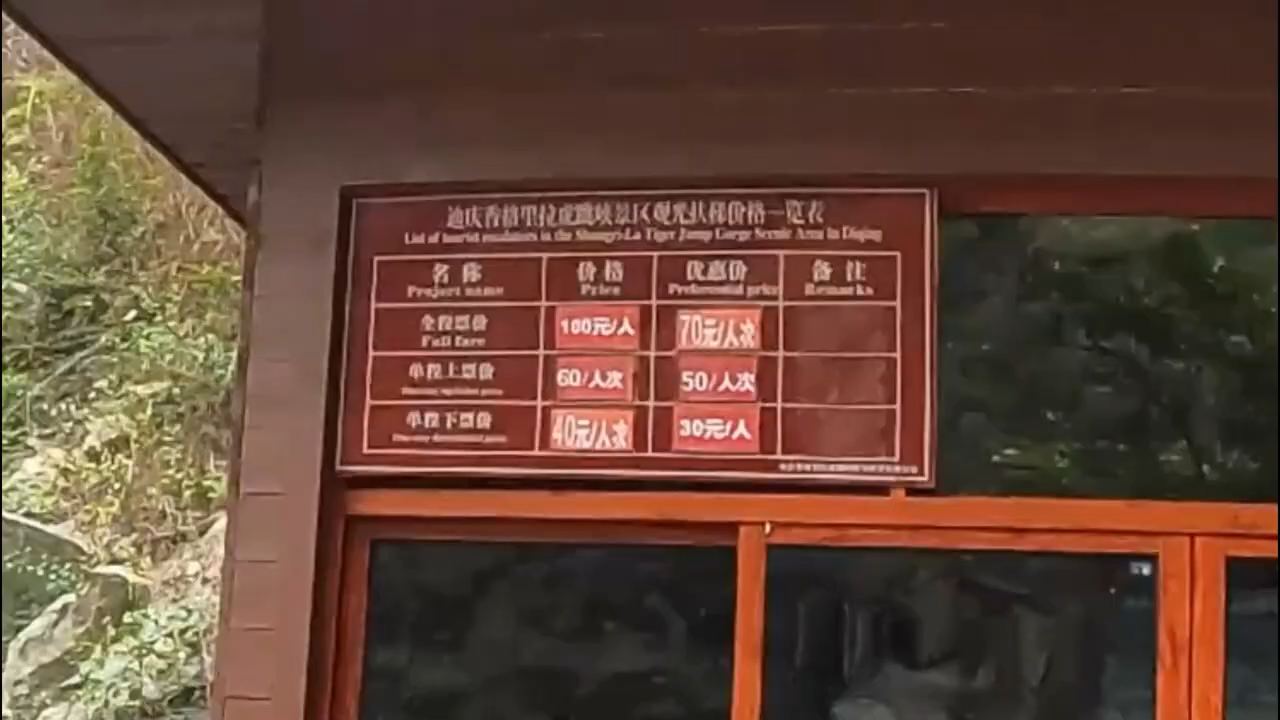 迪庆香格里拉虎跳峡景区观光扶梯价格一览表
List of tourist escalators in the Shangri-La Tiger Jump Gorge Scenic Area in Diqing
名称 价格 优惠价 备注
Project name Price Preferential price Remarks
全程票价 100元/人 70元/人次
Full fare
单程上票价 60/人次 50/人次
单程下票价 40元/人次 30元/人